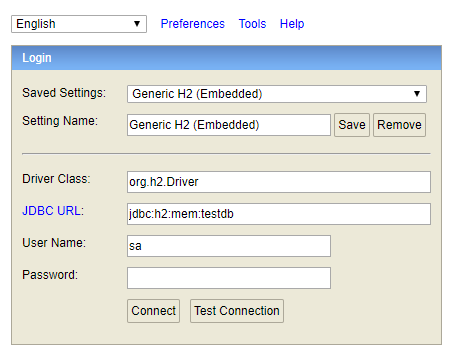 English Preferences Tools Help
Login
Saved Settings: Generic H2 (Embedded)
Setting Name: Generic H2 (Embedded) Save Remove
Driver Class: org.h2.Driver
JDBC URL: jdbc:h2:mem:testdb
User Name: sa
Password:
Connect Test Connection